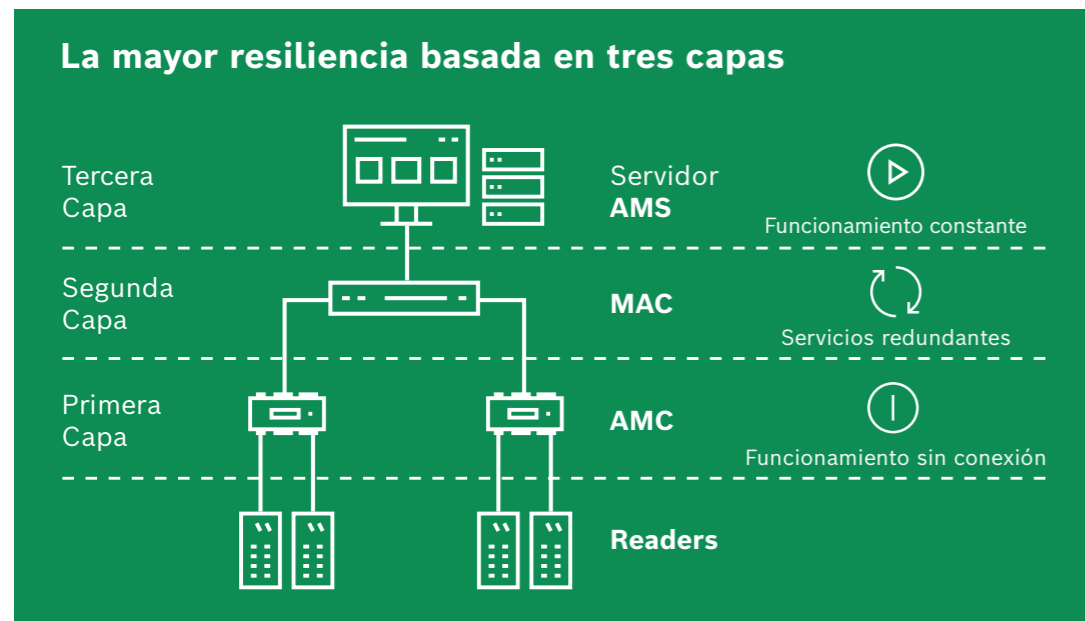 La mayor resiliencia basada en tres capas
Tercera
Capa
Servidor
AMS
Funcionamiento constante
Segunda
Capa
MAC
Servicios redundantes
Primera
Capa
AMC
Funcionamiento sin conexión
Readers